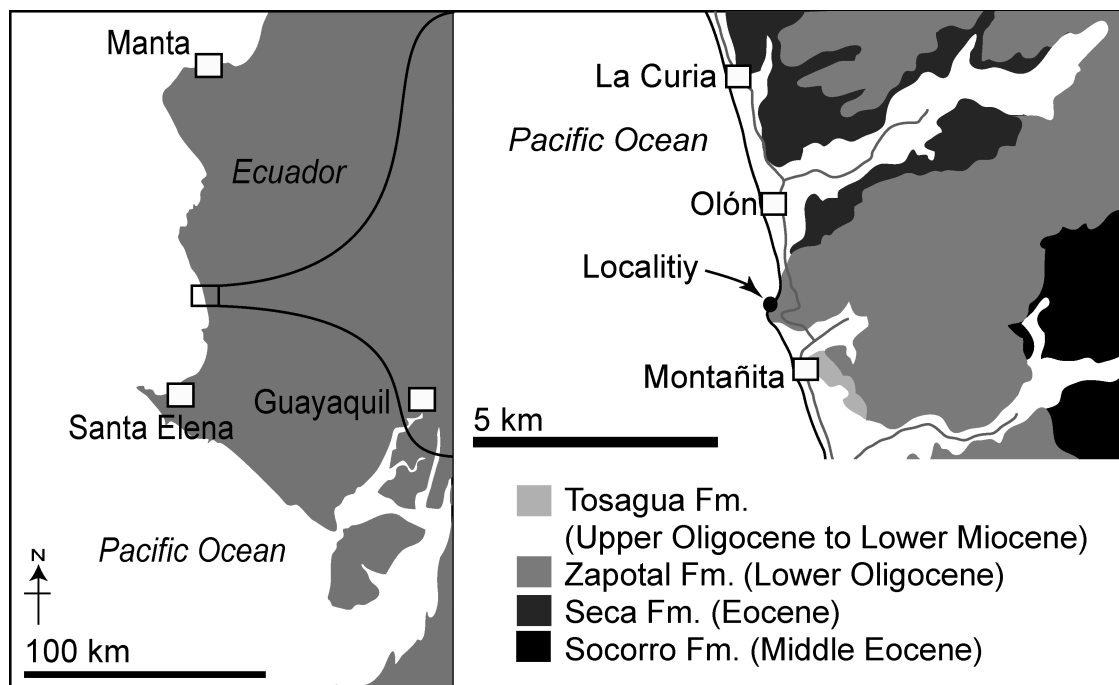 Manta
Ecuador
Guayaquil
Santa Elena
Pacific Ocean
N
100 km
La Curia
Pacific Ocean
Olón
Localitiy
Montañita
5 km
Tosagua Fm.
(Upper Oligocene to Lower Miocene)
Zapotal Fm. (Lower Oligocene)
Seca Fm. (Eocene)
Socorro Fm. (Middle Eocene)